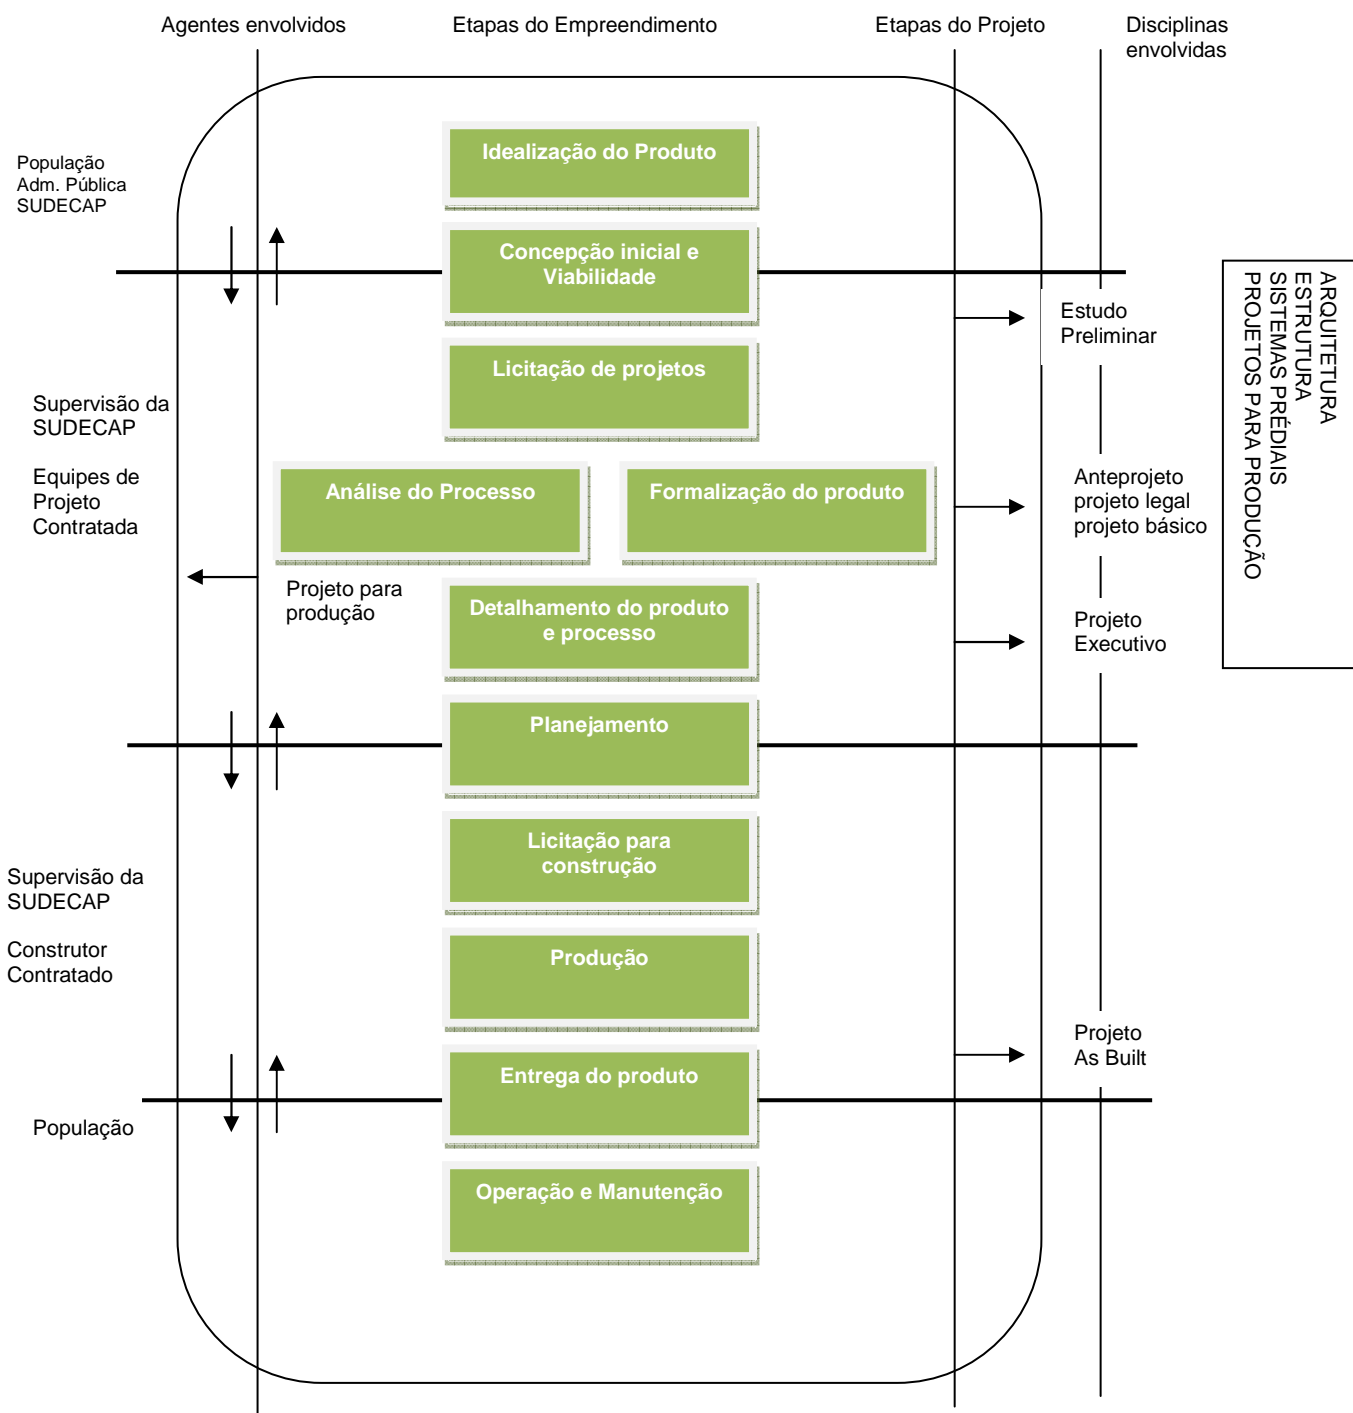 Agentes envolvidos
Etapas do Empreendimento
Etapas do Projeto
Disciplinas
envolvidas
População
Adm. Pública
SUDECAP
Idealização do Produto
Concepção inicial e
Viabilidade
Estudo
Preliminar
Licitação de projetos
Supervisão da
SUDECAP
Equipes de
Projeto
Contratada
Análise do Processo
Formalização do produto
Anteprojeto
projeto legal
projeto básico
Projeto para
produção
Detalhamento do produto
e processo
Projeto
Executivo
ARQUITETURA
ESTRUTURA
SISTEMAS PRÉDIAIS
PROJETOS PARA PRODUÇÃO
Planejamento
Licitação para
construção
Supervisão da
SUDECAP
Construtor
Contratado
Produção
Projeto
As Built
Entrega do produto
População
Operação e Manutenção